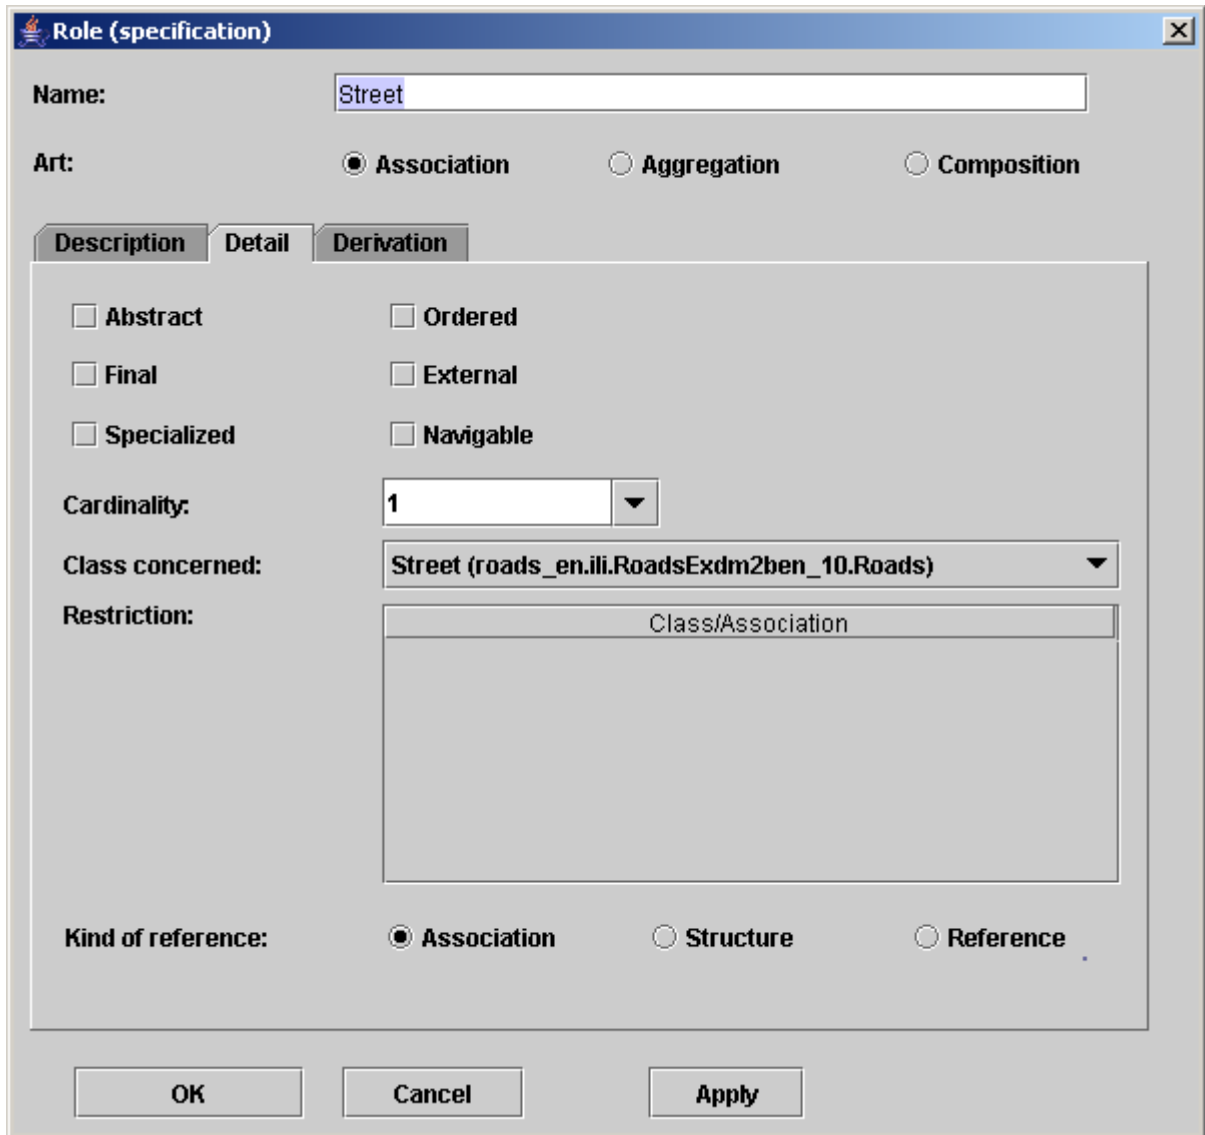 Role (specification)
Name: Street
Art: Association Aggregation Composition
Description Detail Derivation
Abstract Ordered
Final External
Specialized Navigable
Cardinality: 1
Class concerned: Street (roads_en.ili.RoadsExdm2ben_10.Roads)
Restriction: Class/Association
Kind of reference: Association Structure Reference
OK Cancel Apply